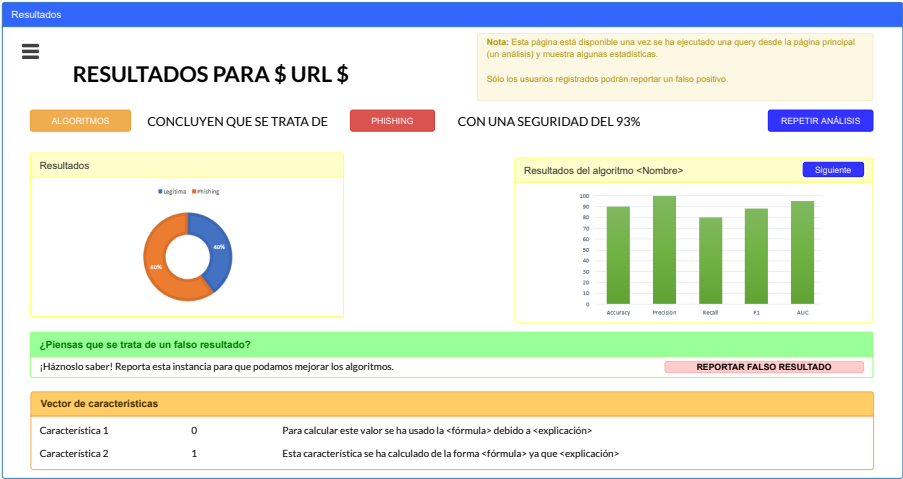 Resultados
Nota: Esta página está disponible una vez se ha ejecutado una query desde la página principal
(un análisis) y muestra algunas estadísticas.
Sólo los usuarios registrados podrán reportar un falso positivo.
RESULTADOS PARA $ URL $
ALGORITMOS CONCLUYEN QUE SE TRATA DE PHISHING CON UNA SEGURIDAD DEL 93% REPETIR ANÁLISIS
Resultados
Legítima Phishing
40%
60%
Resultados del algoritmo <Nombre> Siguiente
100
90
80
70
60
50
40
30
20
10
0
Accuracy Precision Recall F1 AUC
¿Piensas que se trata de un falso resultado?
¡Háznoslo saber! Reporta esta instancia para que podamos mejorar los algoritmos. REPORTAR FALSO RESULTADO
Vector de características
Característica 1 0 Para calcular este valor se ha usado la <fórmula> debido a <explicación>
Característica 2 1 Esta característica se ha calculado de la forma <fórmula> ya que <explicación>